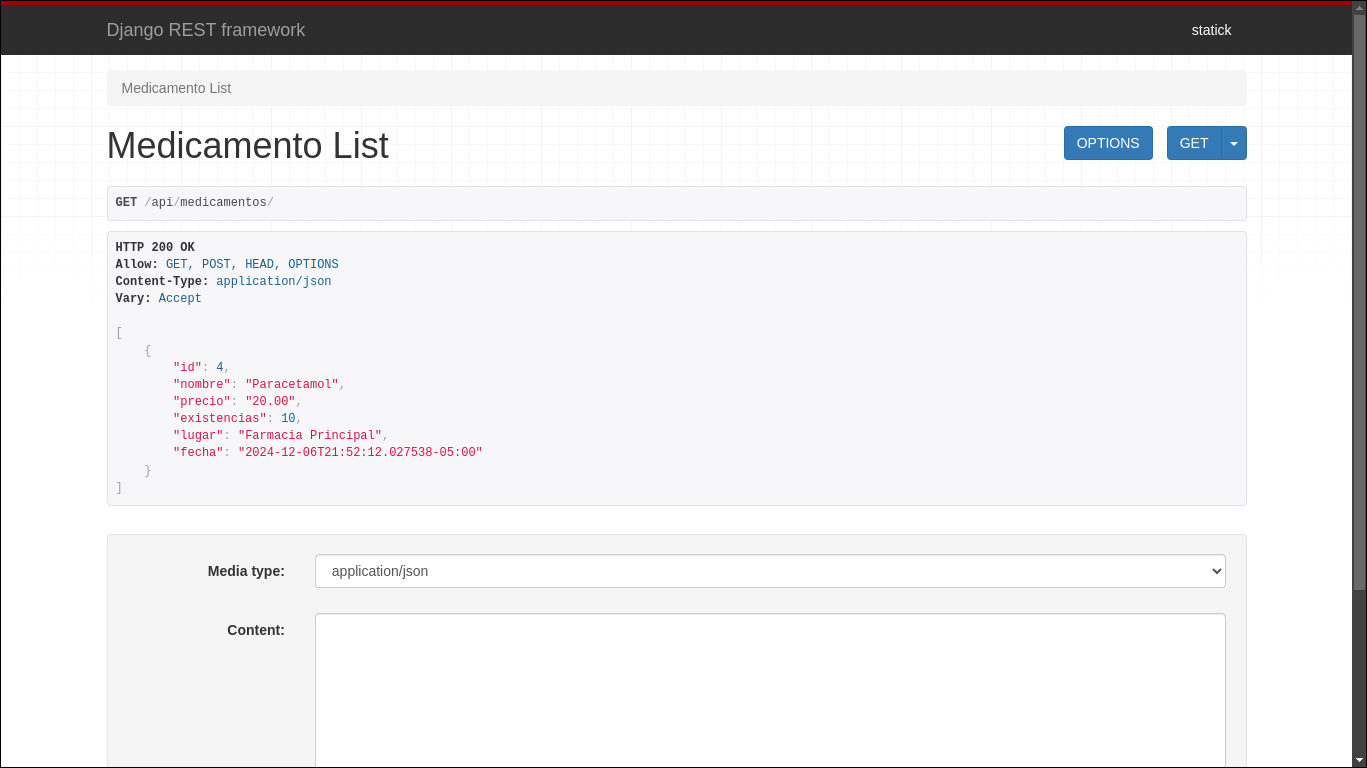 Django REST framework
statick
Medicamento List
Medicamento List
OPTIONS
GET
GET /api/medicamentos/
HTTP 200 OK
Allow: GET, POST, HEAD, OPTIONS
Content-Type: application/json
Vary: Accept
[
    {
        "id": 4,
        "nombre": "Paracetamol",
        "precio": "20.00",
        "existencias": 10,
        "lugar": "Farmacia Principal",
        "fecha": "2024-12-06T21:52:12.027538-05:00"
    }
]
Media type:
application/json
Content: